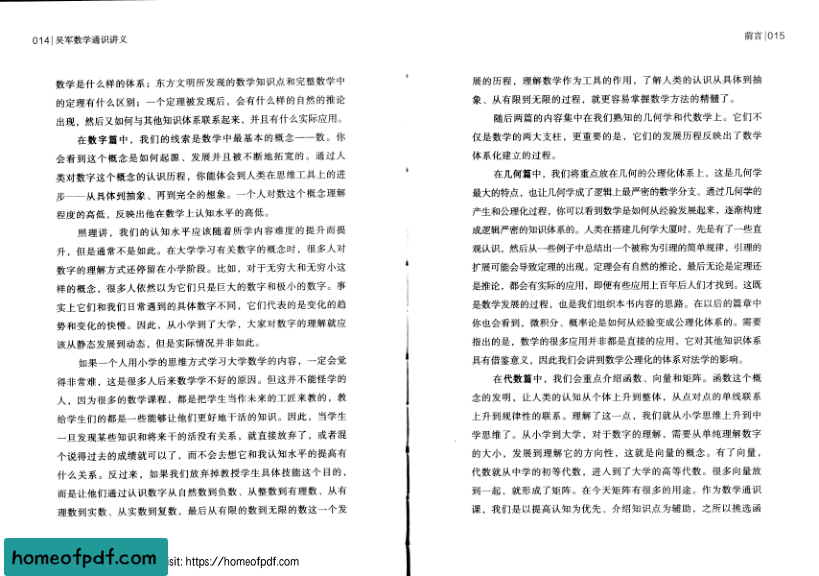 014|吴军数学通识讲义
数学是什么样的体系；东方文明所发现的数学知识点和完整数学中
的定理有什么区别；一个定理被发现后，会有什么样的自然的推论
出现，然后又如何与其他知识体系联系起来，并且有什么实际应用。
在数字篇中，我们的线索是数学中最基本的概念——数。你
会看到这个概念是如何起源、发展并且被不断地拓宽的。通过人
类对数字这个概念的认识历程，你能体会到人类在思维工具上的进
步——从具体到抽象、再到完全的想象。一个人对数这个概念理解
程度的高低，反映出他在数学上认知水平的高低。
照理讲，我们的认知水平应该随着所学内容难度的提升而提
升，但是通常不是如此。在大学学习有关数字的概念时，很多人对
数字的理解方式还停留在小学阶段。比如，对于无穷大和无穷小这
样的概念，很多人依然以为它们只是巨大的数字和极小的数字。事
实上它们和我们日常遇到的具体数字不同，它们代表的是变化的趋
势和变化的快慢。因此，从小学到了大学，大家对数字的理解就应
该从静态发展到动态，但是实际情况并非如此。
如果一个人用小学的思维方式学习大学数学的内容，一定会觉
得非常难，这是很多人后来数学学不好的原因。但这并不能怪学的
人，因为很多的数学课程，都是把学生当作未来的工匠来教的，教
给学生们的都是一些能够让他们更好地干活的知识。因此，当学生
一旦发现某些知识和将来干的活没有关系，就直接放弃了，或者混
个说得过去的成绩就可以了，而不会去想它和我认知水平的提高有
什么关系。反过来，如果我们放弃掉教授学生具体技能这个目的，
而是让他们通过认识数字从自然数到负数、从整数到有理数、从有
理数到实数、从实数到复数，最后从有限的数到无限的数这一个发
homeofpdf.com
isit: https://homeofpdf.com
前言|015
展的历程，理解数学作为工具的作用，了解人类的认识从具体到抽
象、从有限到无限的过程，就更容易掌握数学方法的精髓了。
随后两篇的内容集中在我们熟知的几何学和代数学上。它们不
仅是数学的两大支柱，更重要的是，它们的发展历程反映出了数学
体系化建立的过程。
在几何篇中，我们将重点放在几何的公理化体系上，这是几何学
最大的特点，也让几何学成了逻辑上最严密的数学分支。通过几何学的
产生和公理化过程，你可以看到数学是如何从经验发展起来，逐渐构建
成逻辑严密的知识体系的。人类在搭建几何学大厦时，先是有了一些直
观认识，然后从一些例子中总结出一个被称为引理的简单规律，引理的
扩展可能会导致定理的出现。定理会有自然的推论，最后无论是定理还
是推论，都会有实际的应用，即便有些应用上百年后人们才找到。这既
是数学发展的过程，也是我们组织本书内容的思路。在以后的篇章中
你也会看到，微积分、概率论是如何从经验变成公理化体系的。需要
指出的是，数学的很多应用并非都是直接的应用，它对其他知识体系
具有借鉴意义，因此我们会讲到数学公理化的体系对法学的影响。
在代数篇中，我们会重点介绍函数、向量和矩阵。函数这个概
念的发明，让人类的认知从个体上升到整体，从点对点的单线联系
上升到规律性的联系。理解了这一点，我们就从小学思维上升到中
学思维了。从小学到大学，对于数字的理解，需要从单纯理解数字
的大小，发展到理解它的方向性，这就是向量的概念。有了向量，
代数就从中学的初等代数，进入到了大学的高等代数。很多向量放
到一起，就形成了矩阵。在今天矩阵有很多的用途。作为数学通识
课，我们是以提高认知为优先、介绍知识点为辅助，之所以挑选函